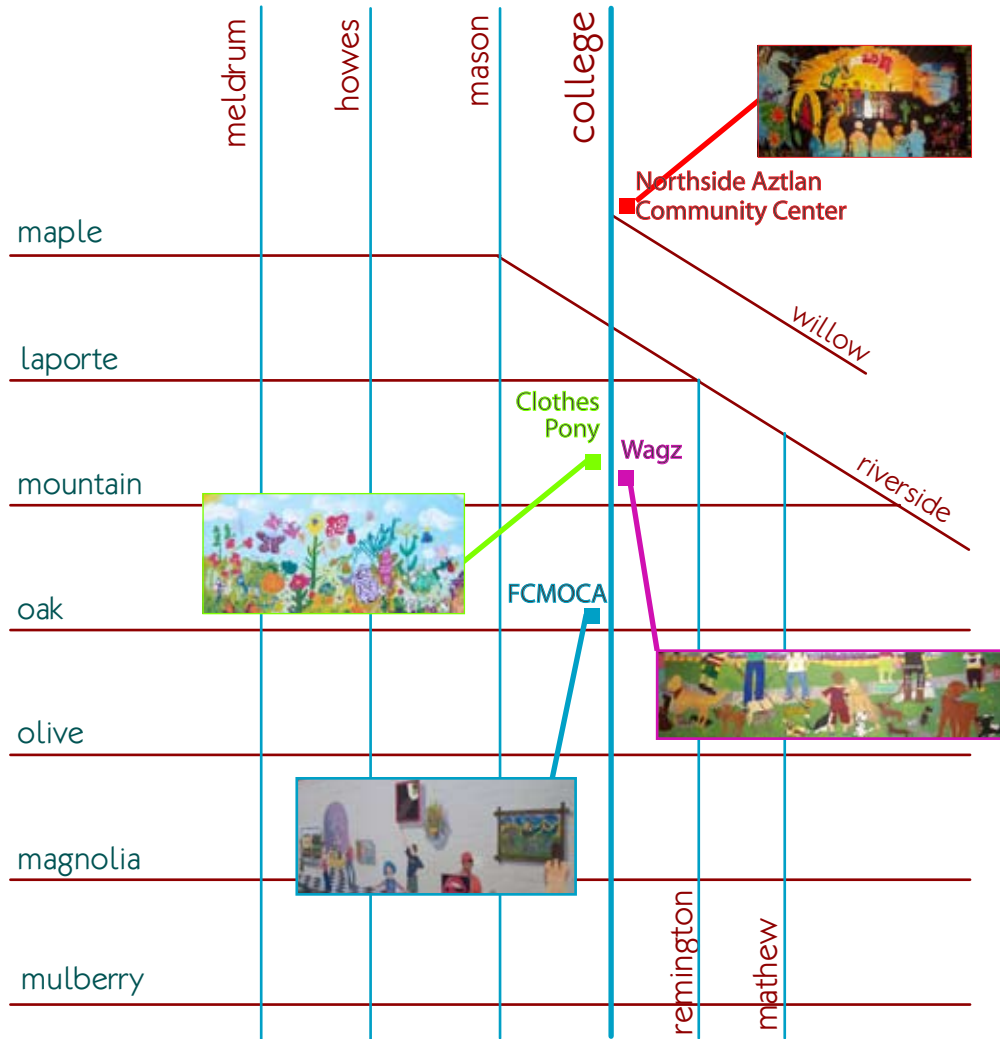 meldrum
howes
mason
college
Northside Aztlan
Community Center
maple
willow
laporte
Clothes
Pony
Wagz
mountain
riverside
FCMOCA
oak
olive
magnolia
remington
mathew
mulberry